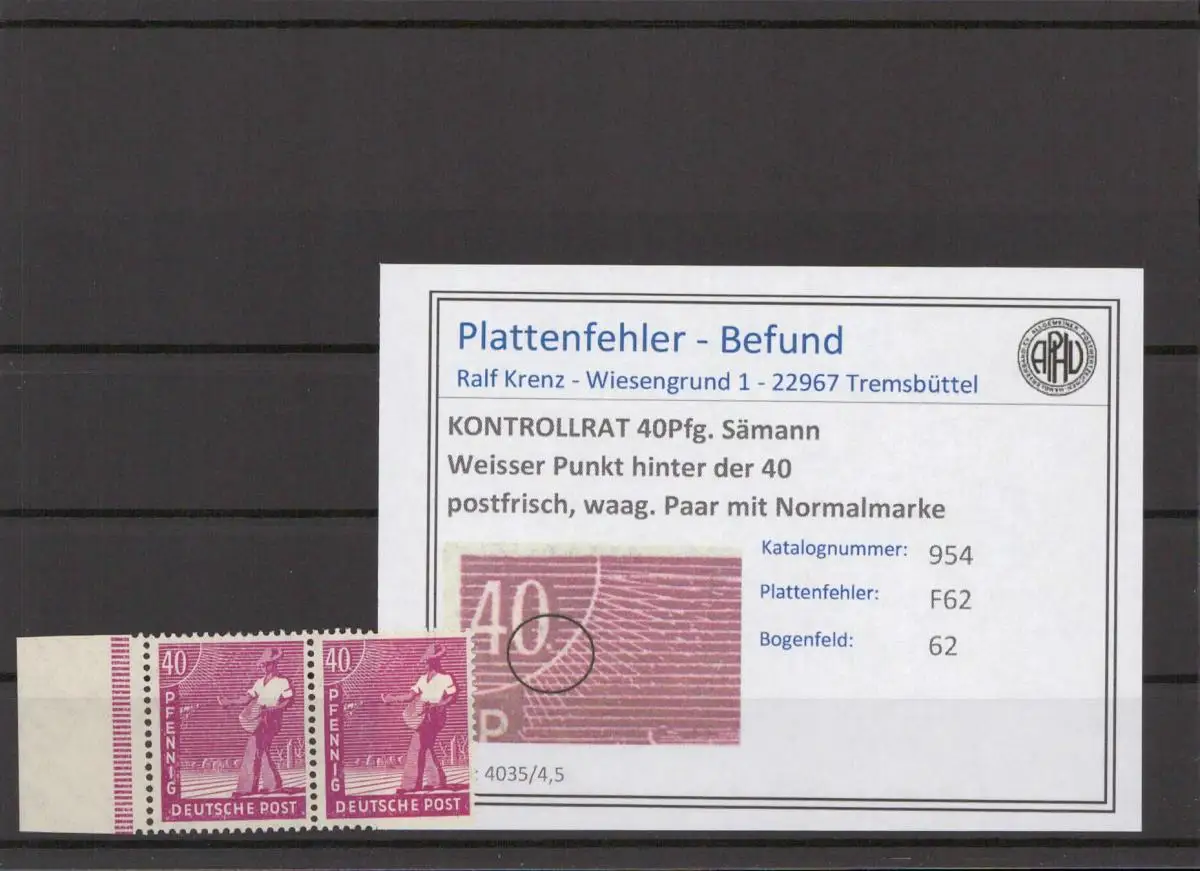 Plattenfehler - Befund
Ralf Krenz - Wiesengrund 1 - 22967 Tremsbüttel
APHV
KONTROLLRAT 40Pfg. Sämann
Weisser Punkt hinter der 40
postfrisch, waag. Paar mit Normalmarke
Katalognummer: 954
Plattenfehler: F62
Bogenfeld: 62
40
P
: 4035/4,5
40
PFENNIG
DEUTSCHE POST
40
PFENNIG
DEUTSCHE POST